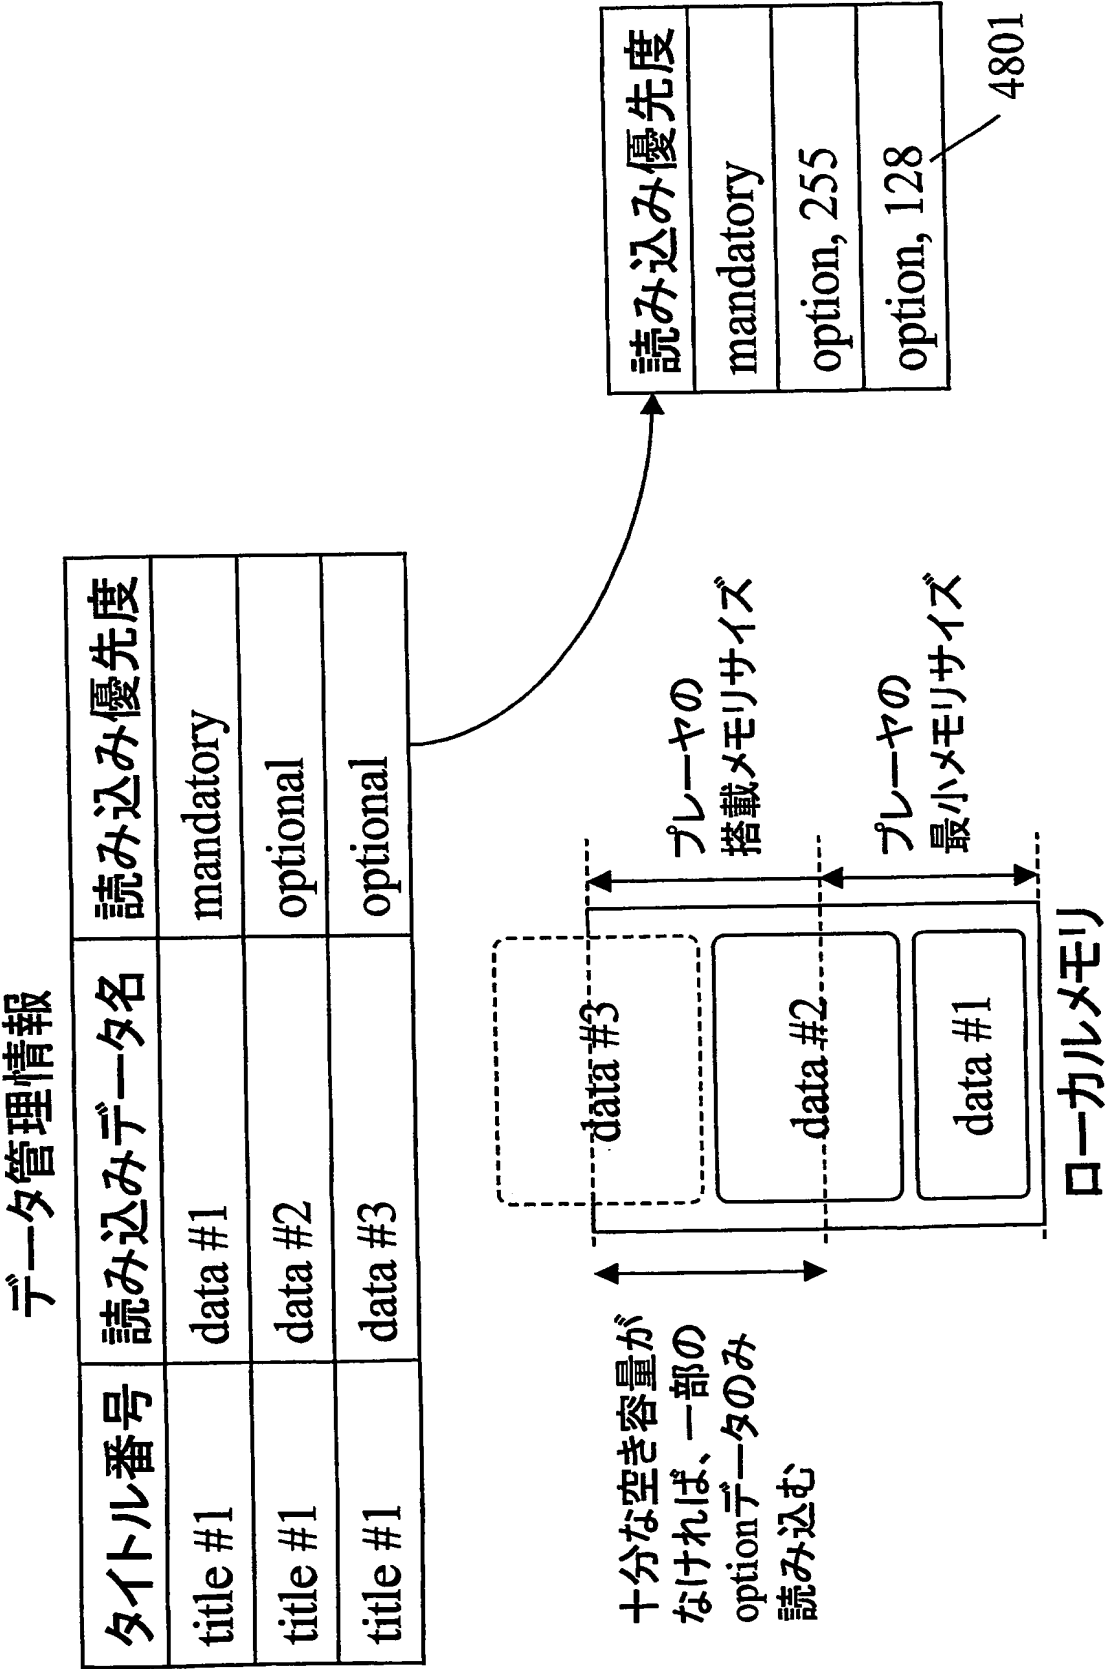 データ管理情報
タイトル番号 読み込みデータ名 読み込み優先度
title #1 data #1 mandatory
title #1 data #2 optional
title #1 data #3 optional
読み込み優先度
mandatory
option, 255
option, 128
4801
十分な空き容量が
なければ、一部の
optionデータのみ
読み込む
data #3
data #2
data #1
プレーヤの
搭載メモリサイズ
プレーヤの
最小メモリサイズ
ローカルメモリ